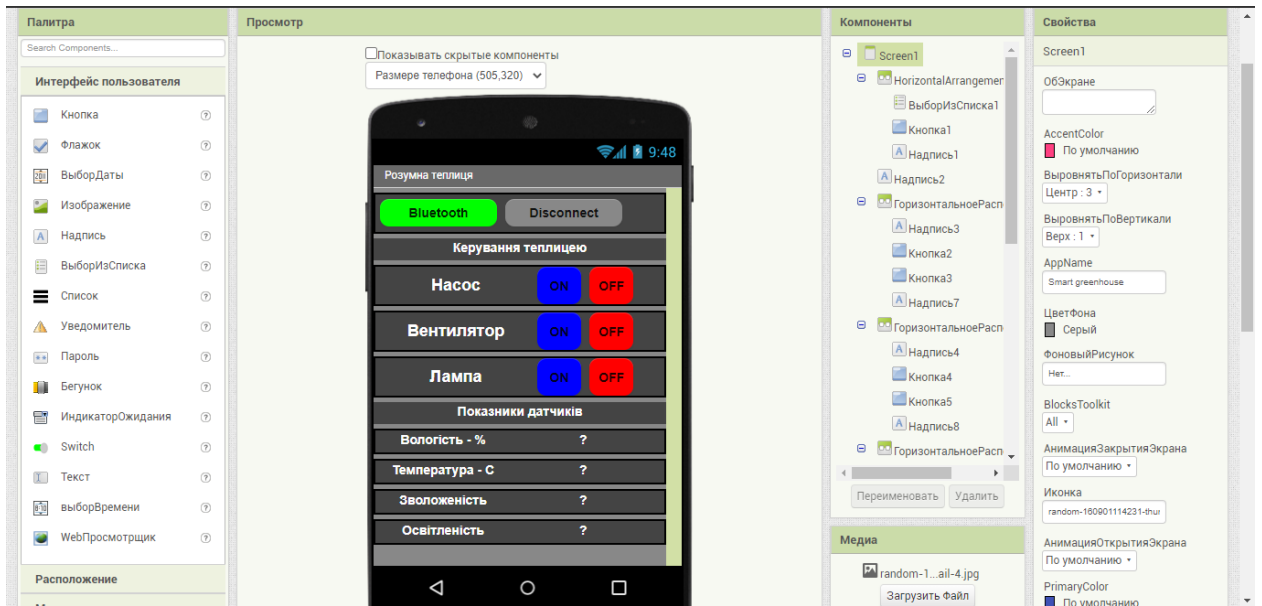 Палитра
Search Components...
Интерфейс пользователя
Кнопка
Флажок
ВыборДаты
Изображение
Надпись
ВыборИзСписка
Список
Уведомитель
Пароль
Бегунок
ИндикаторОжидания
Switch
Текст
выборВремени
WebПросмотрщик
Расположение
Просмотр
Показывать скрытые компоненты
Размере телефона (505,320)
9:48
Розумна теплиця
Bluetooth Disconnect
Керування теплицею
Насос ON OFF
Вентилятор ON OFF
Лампа ON OFF
Показники датчиків
Вологість - % ?
Температура - С ?
Зволоженість ?
Освітленість ?
Компоненты
Screen1
HorizontalArrangemen
ВыборИзСписка1
Кнопка1
Надпись1
Надпись2
ГоризонтальноеРасп
Надпись3
Кнопка2
Кнопка3
Надпись7
ГоризонтальноеРасп
Надпись4
Кнопка4
Кнопка5
Надпись8
ГоризонтальноеРасп
Переименовать Удалить
Медиа
random-1...ail-4.jpg
Загрузить Файл
Свойства
Screen1
ОбЭкране
AccentColor
По умолчанию
ВыровнятьПоГоризонтали
Центр : 3
ВыровнятьПоВертикали
Верх : 1
AppName
Smart greenhouse
ЦветФона
Серый
ФоновыйРисунок
Нет...
BlocksToolkit
All
АнимацияЗакрытияЭкрана
По умолчанию
Иконка
random-160901114231-thur
АнимацияОткрытияЭкрана
По умолчанию
PrimaryColor
По умолчанию